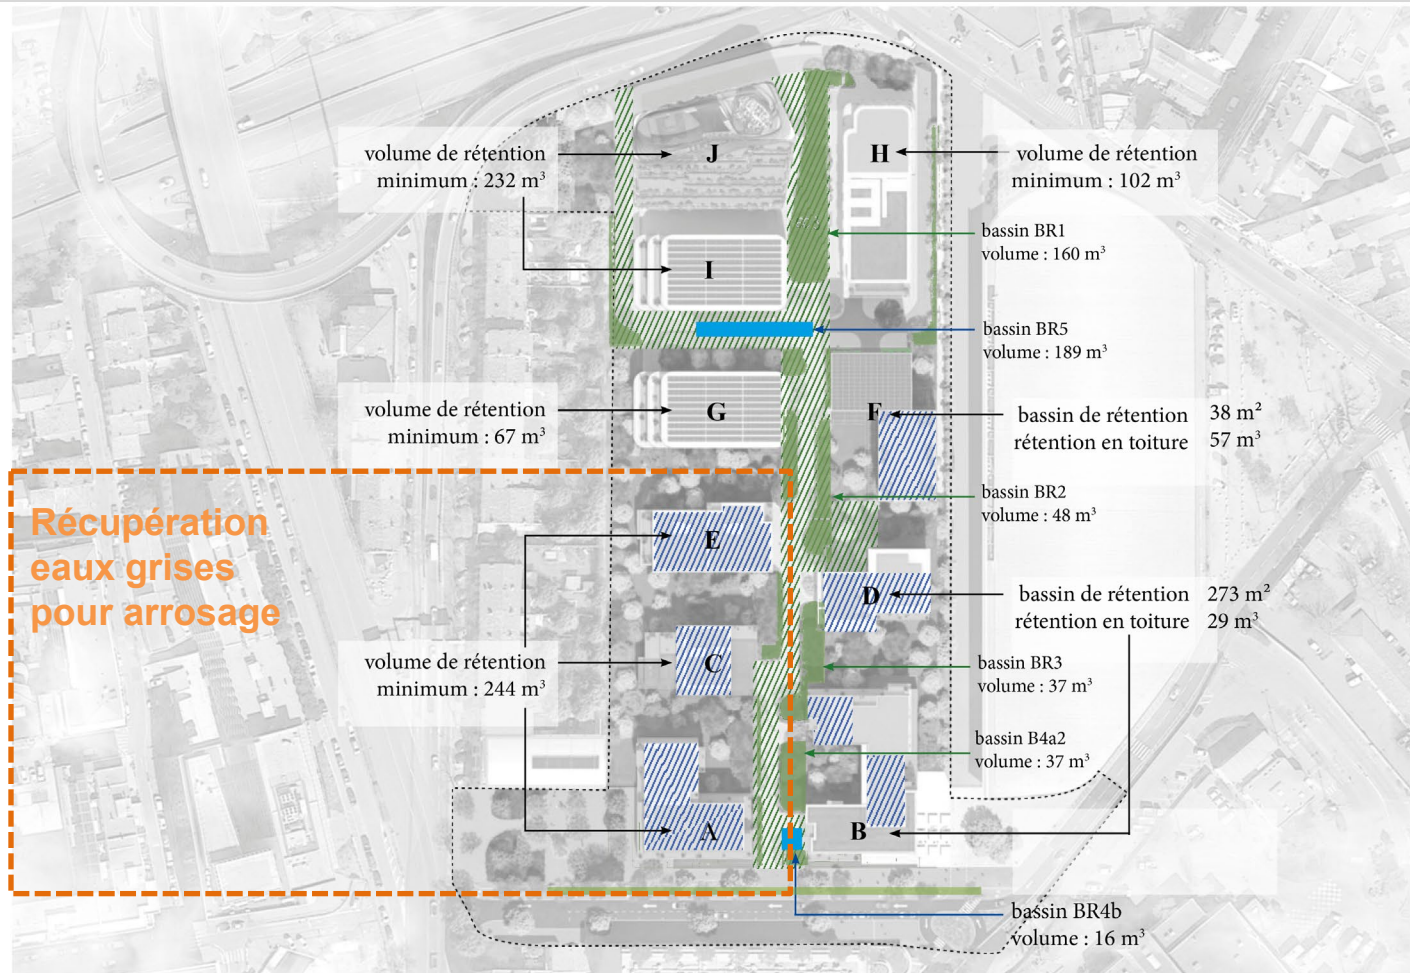 volume de rétention
minimum : 232 m³
J
H
volume de rétention
minimum : 102 m³
bassin BR1
volume : 160 m³
I
bassin BR5
volume : 189 m³
volume de rétention
minimum : 67 m³
G
F
bassin de rétention 38 m²
rétention en toiture 57 m³
bassin BR2
volume : 48 m³
Récupération
eaux grises
pour arrosage
E
D
bassin de rétention 273 m²
rétention en toiture 29 m³
volume de rétention
minimum : 244 m³
C
bassin BR3
volume : 37 m³
bassin B4a2
volume : 37 m³
A
B
bassin BR4b
volume : 16 m³